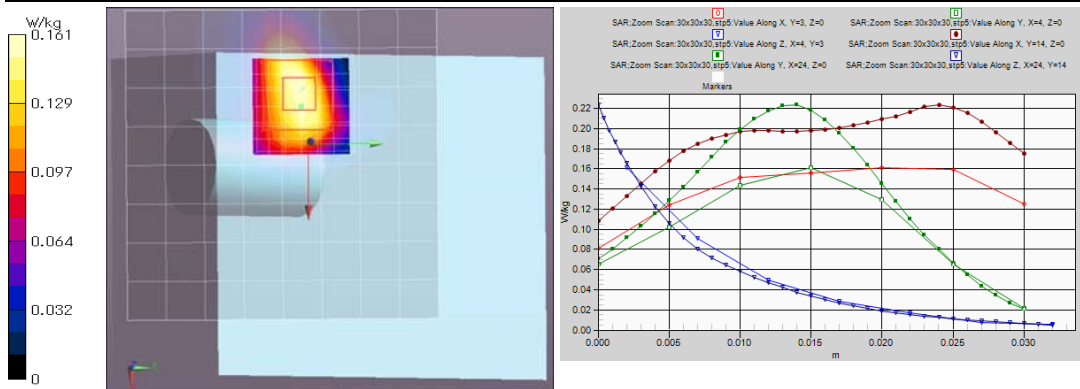 W/kg
0.161
0.129
0.097
0.064
0.032
0
SAR;Zoom Scan:30x30x30,stp5:Value Along X, Y=3, Z=0
SAR;Zoom Scan:30x30x30,stp5:Value Along Y, X=4, Z=0
SAR;Zoom Scan:30x30x30,stp5:Value Along Z, X=4, Y=3
SAR;Zoom Scan:30x30x30,stp5:Value Along X, Y=14, Z=0
SAR;Zoom Scan:30x30x30,stp5:Value Along Y, X=24, Z=0
SAR;Zoom Scan:30x30x30,stp5:Value Along Z, X=24, Y=14
Markers
W/kg
0.22
0.20
0.18
0.16
0.14
0.12
0.10
0.08
0.06
0.04
0.02
0.00
0.000 0.005 0.010 0.015 0.020 0.025 0.030
m